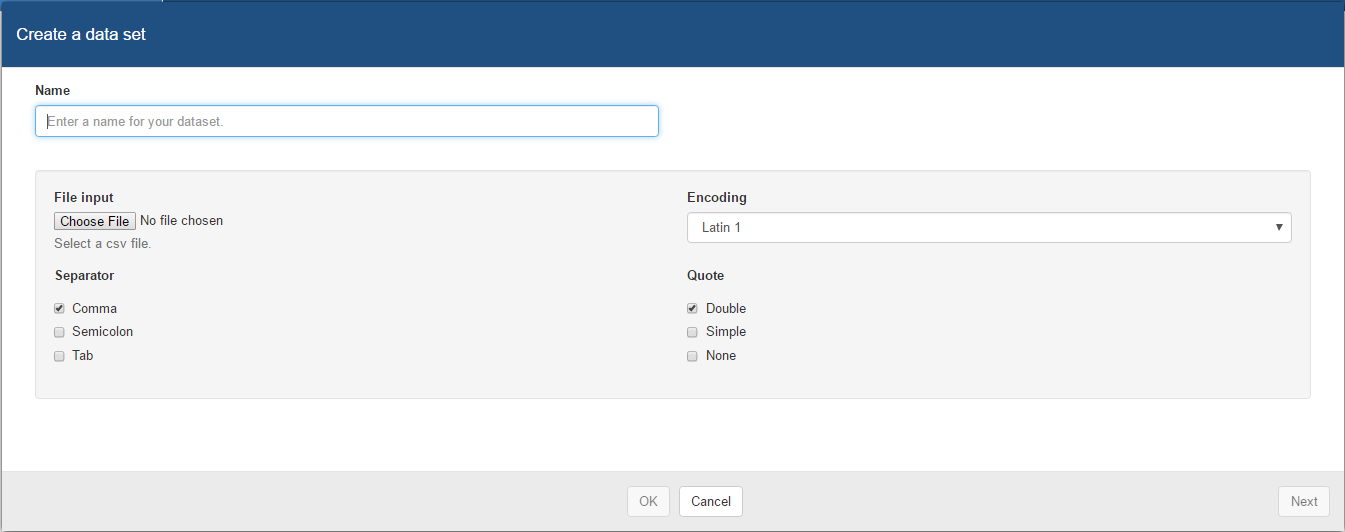 Create a data set
Name
Enter a name for your dataset.
File input
Choose File No file chosen
Select a csv file.
Encoding
Latin 1
Separator
Comma
Semicolon
Tab
Quote
Double
Simple
None
OK
Cancel
Next